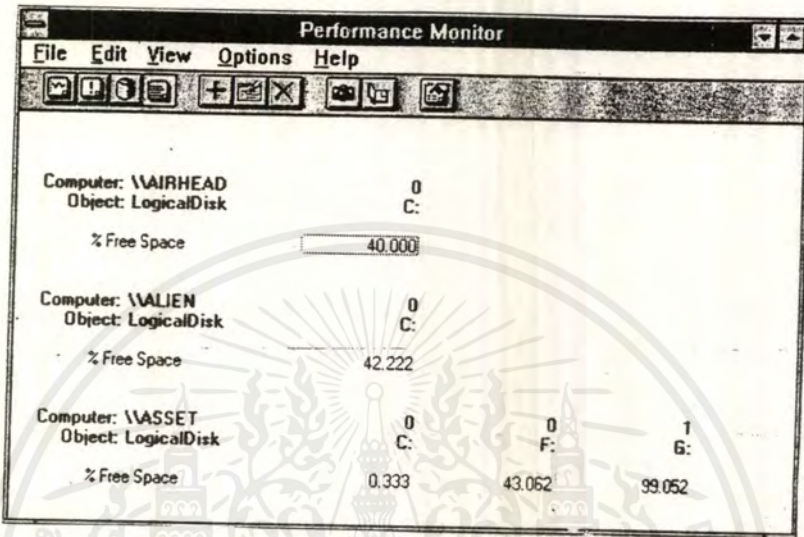 Performance Monitor
File Edit View Options Help
Computer: \\AIRHEAD 0
Object: LogicalDisk C:
% Free Space 40.000
Computer: \\ALIEN 0
Object: LogicalDisk C:
% Free Space 42.222
Computer: \\ASSET 0 0 1
Object: LogicalDisk C: F: G:
% Free Space 0.333 43.062 99.052